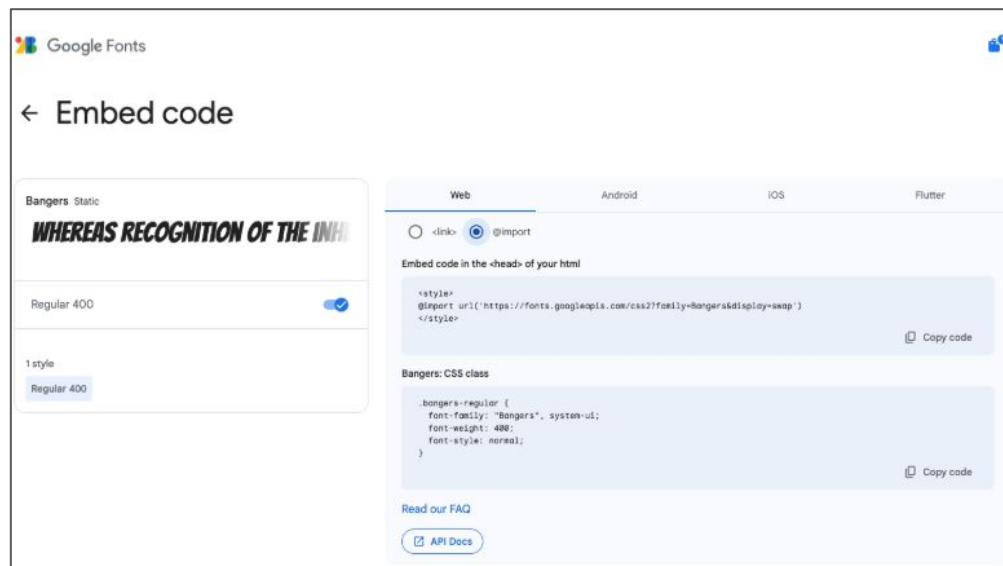 Google Fonts
Embed code
Bangers Static
WHEREAS RECOGNITION OF THE INH
Regular 400
1 style
Regular 400
Web Android iOS Flutter
<link> @import
Embed code in the <head> of your html
<style>
@import url('https://fonts.googleapis.com/css2?family=Bangers&display=swap')
</style>
Copy code
Bangers: CSS class
.bangers-regular {
font-family: "Bangers", system-ui;
font-weight: 400;
font-style: normal;
}
Copy code
Read our FAQ
API Docs